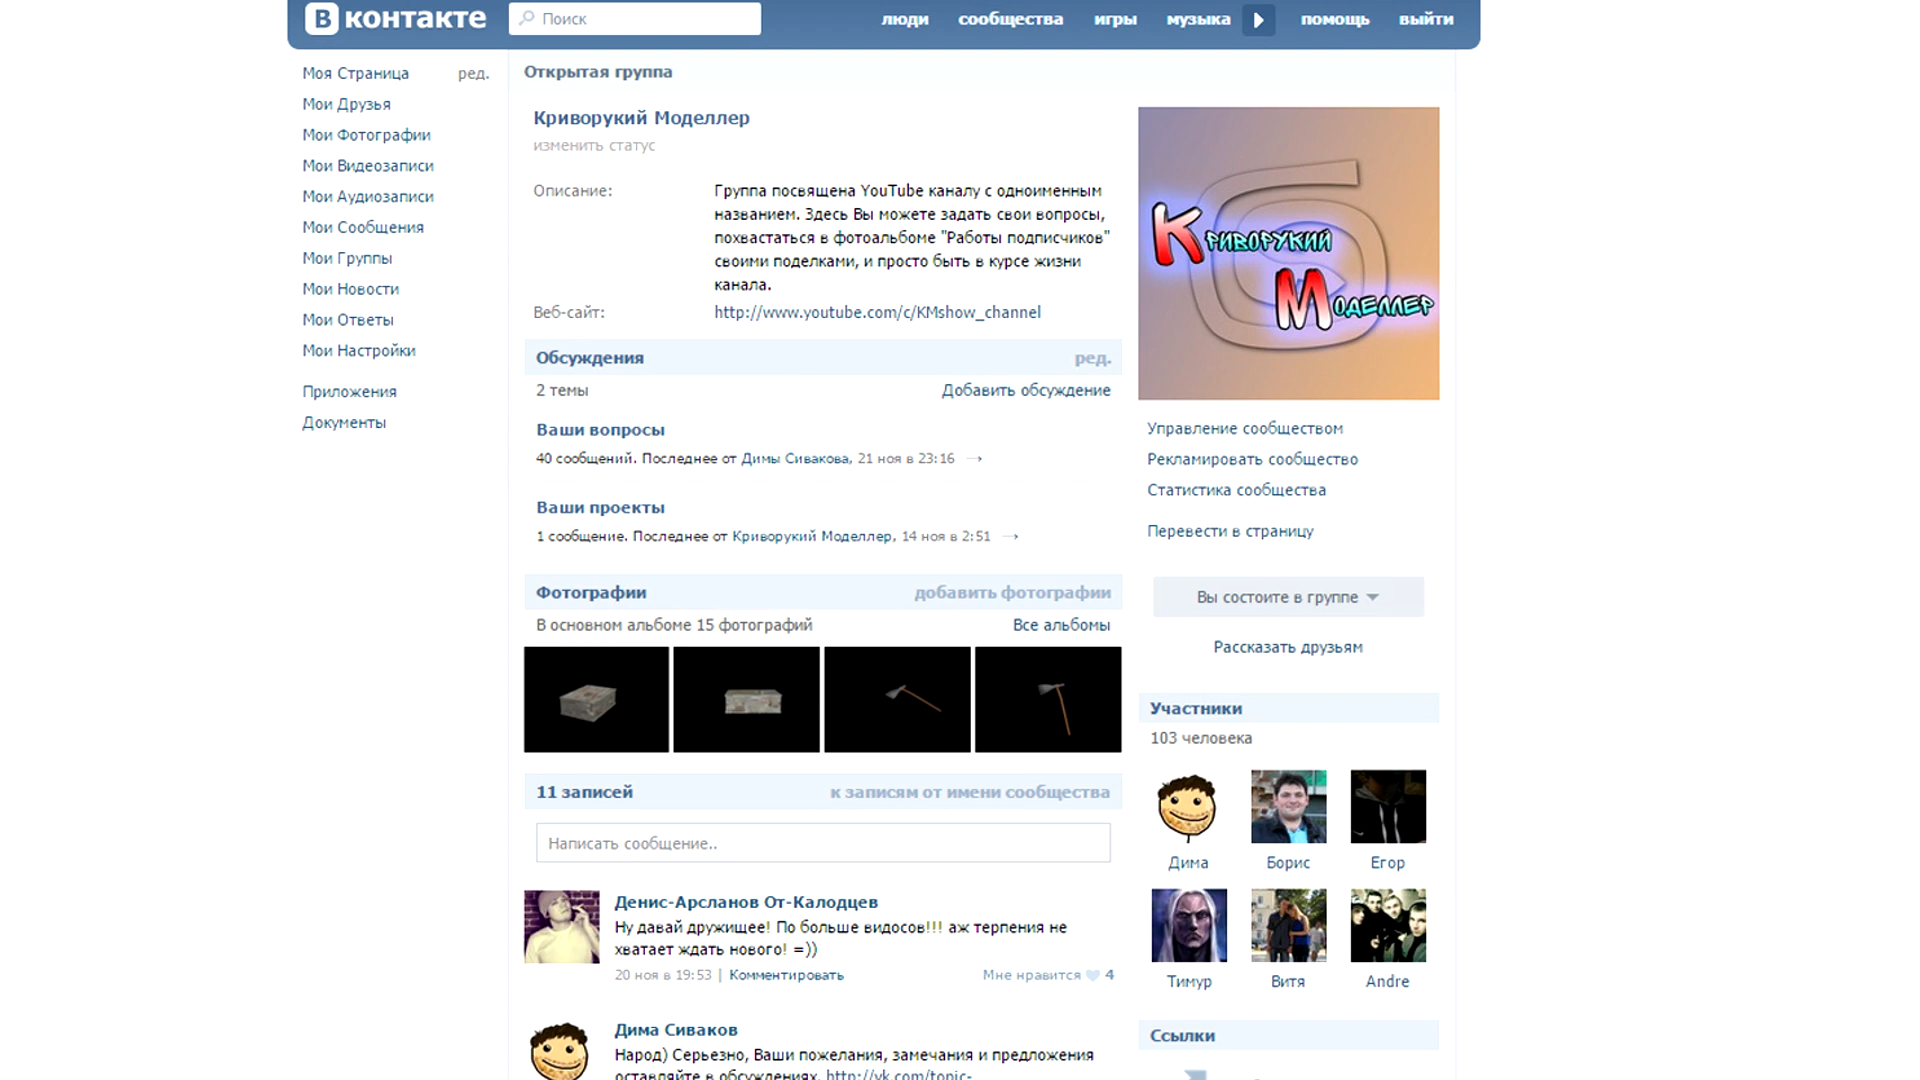 В контакте
Поиск
люди сообщества игры музыка помощь выйти
Моя Страница ред.
Мои Друзья
Мои Фотографии
Мои Видеозаписи
Мои Аудиозаписи
Мои Сообщения
Мои Группы
Мои Новости
Мои Ответы
Мои Настройки
Приложения
Документы
Открытая группа
Криворукий Моделлер
изменить статус
Описание: Группа посвящена YouTube каналу с одноименным
названием. Здесь Вы можете задать свои вопросы,
похвастаться в фотоальбоме "Работы подписчиков"
своими поделками, и просто быть в курсе жизни
канала.
Веб-сайт: http://www.youtube.com/c/KMshow_channel
Обсуждения ред.
2 темы Добавить обсуждение
Ваши вопросы
40 сообщений. Последнее от Димы Сивакова, 21 ноя в 23:16 →
Ваши проекты
1 сообщение. Последнее от Криворукий Моделлер, 14 ноя в 2:51 →
Фотографии добавить фотографии
В основном альбоме 15 фотографий Все альбомы
11 записей к записям от имени сообщества
Написать сообщение..
Денис-Арсланов От-Калодцев
Ну давай дружищее! По больше видосов!!! аж терпения не
хватает ждать нового! =))
20 ноя в 19:53 | Комментировать Мне нравится 4
Дима Сиваков
Народ) Серьезно, Ваши пожелания, замечания и предложения
оставляйте в обсуждениях. http://vk.com/topic-
Криворукий
Моделлер
Управление сообществом
Рекламировать сообщество
Статистика сообщества
Перевести в страницу
Вы состоите в группе
Рассказать друзьям
Участники
103 человека
Дима Борис Егор
Тимур Витя Andre
Ссылки